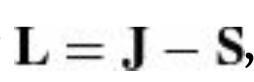 L = J − S,